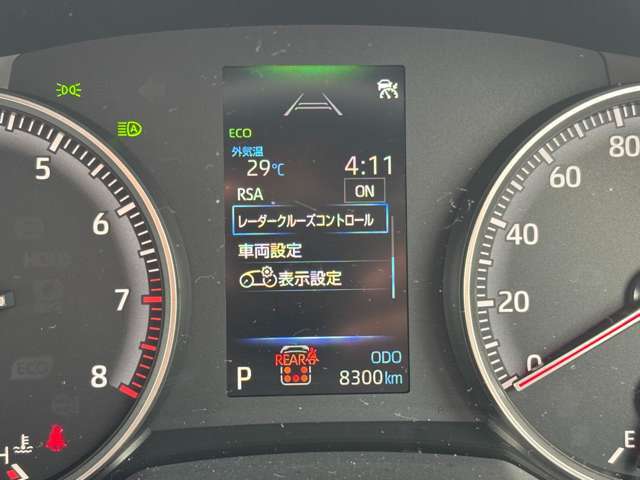 ECO
外気温
29℃ 4:11
RSA ON
レーダークルーズコントロール
車両設定
表示設定
REAR
ODO
P 8300km
5
6
7
8
H
80
60
40
20
0
E
A